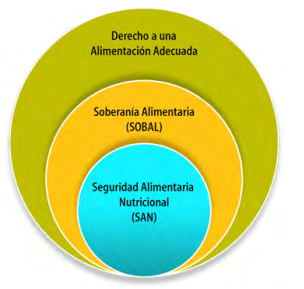 Derecho a una
Alimentación Adecuada
Soberanía Alimentaria
(SOBAL)
Seguridad Alimentaria
Nutricional
(SAN)